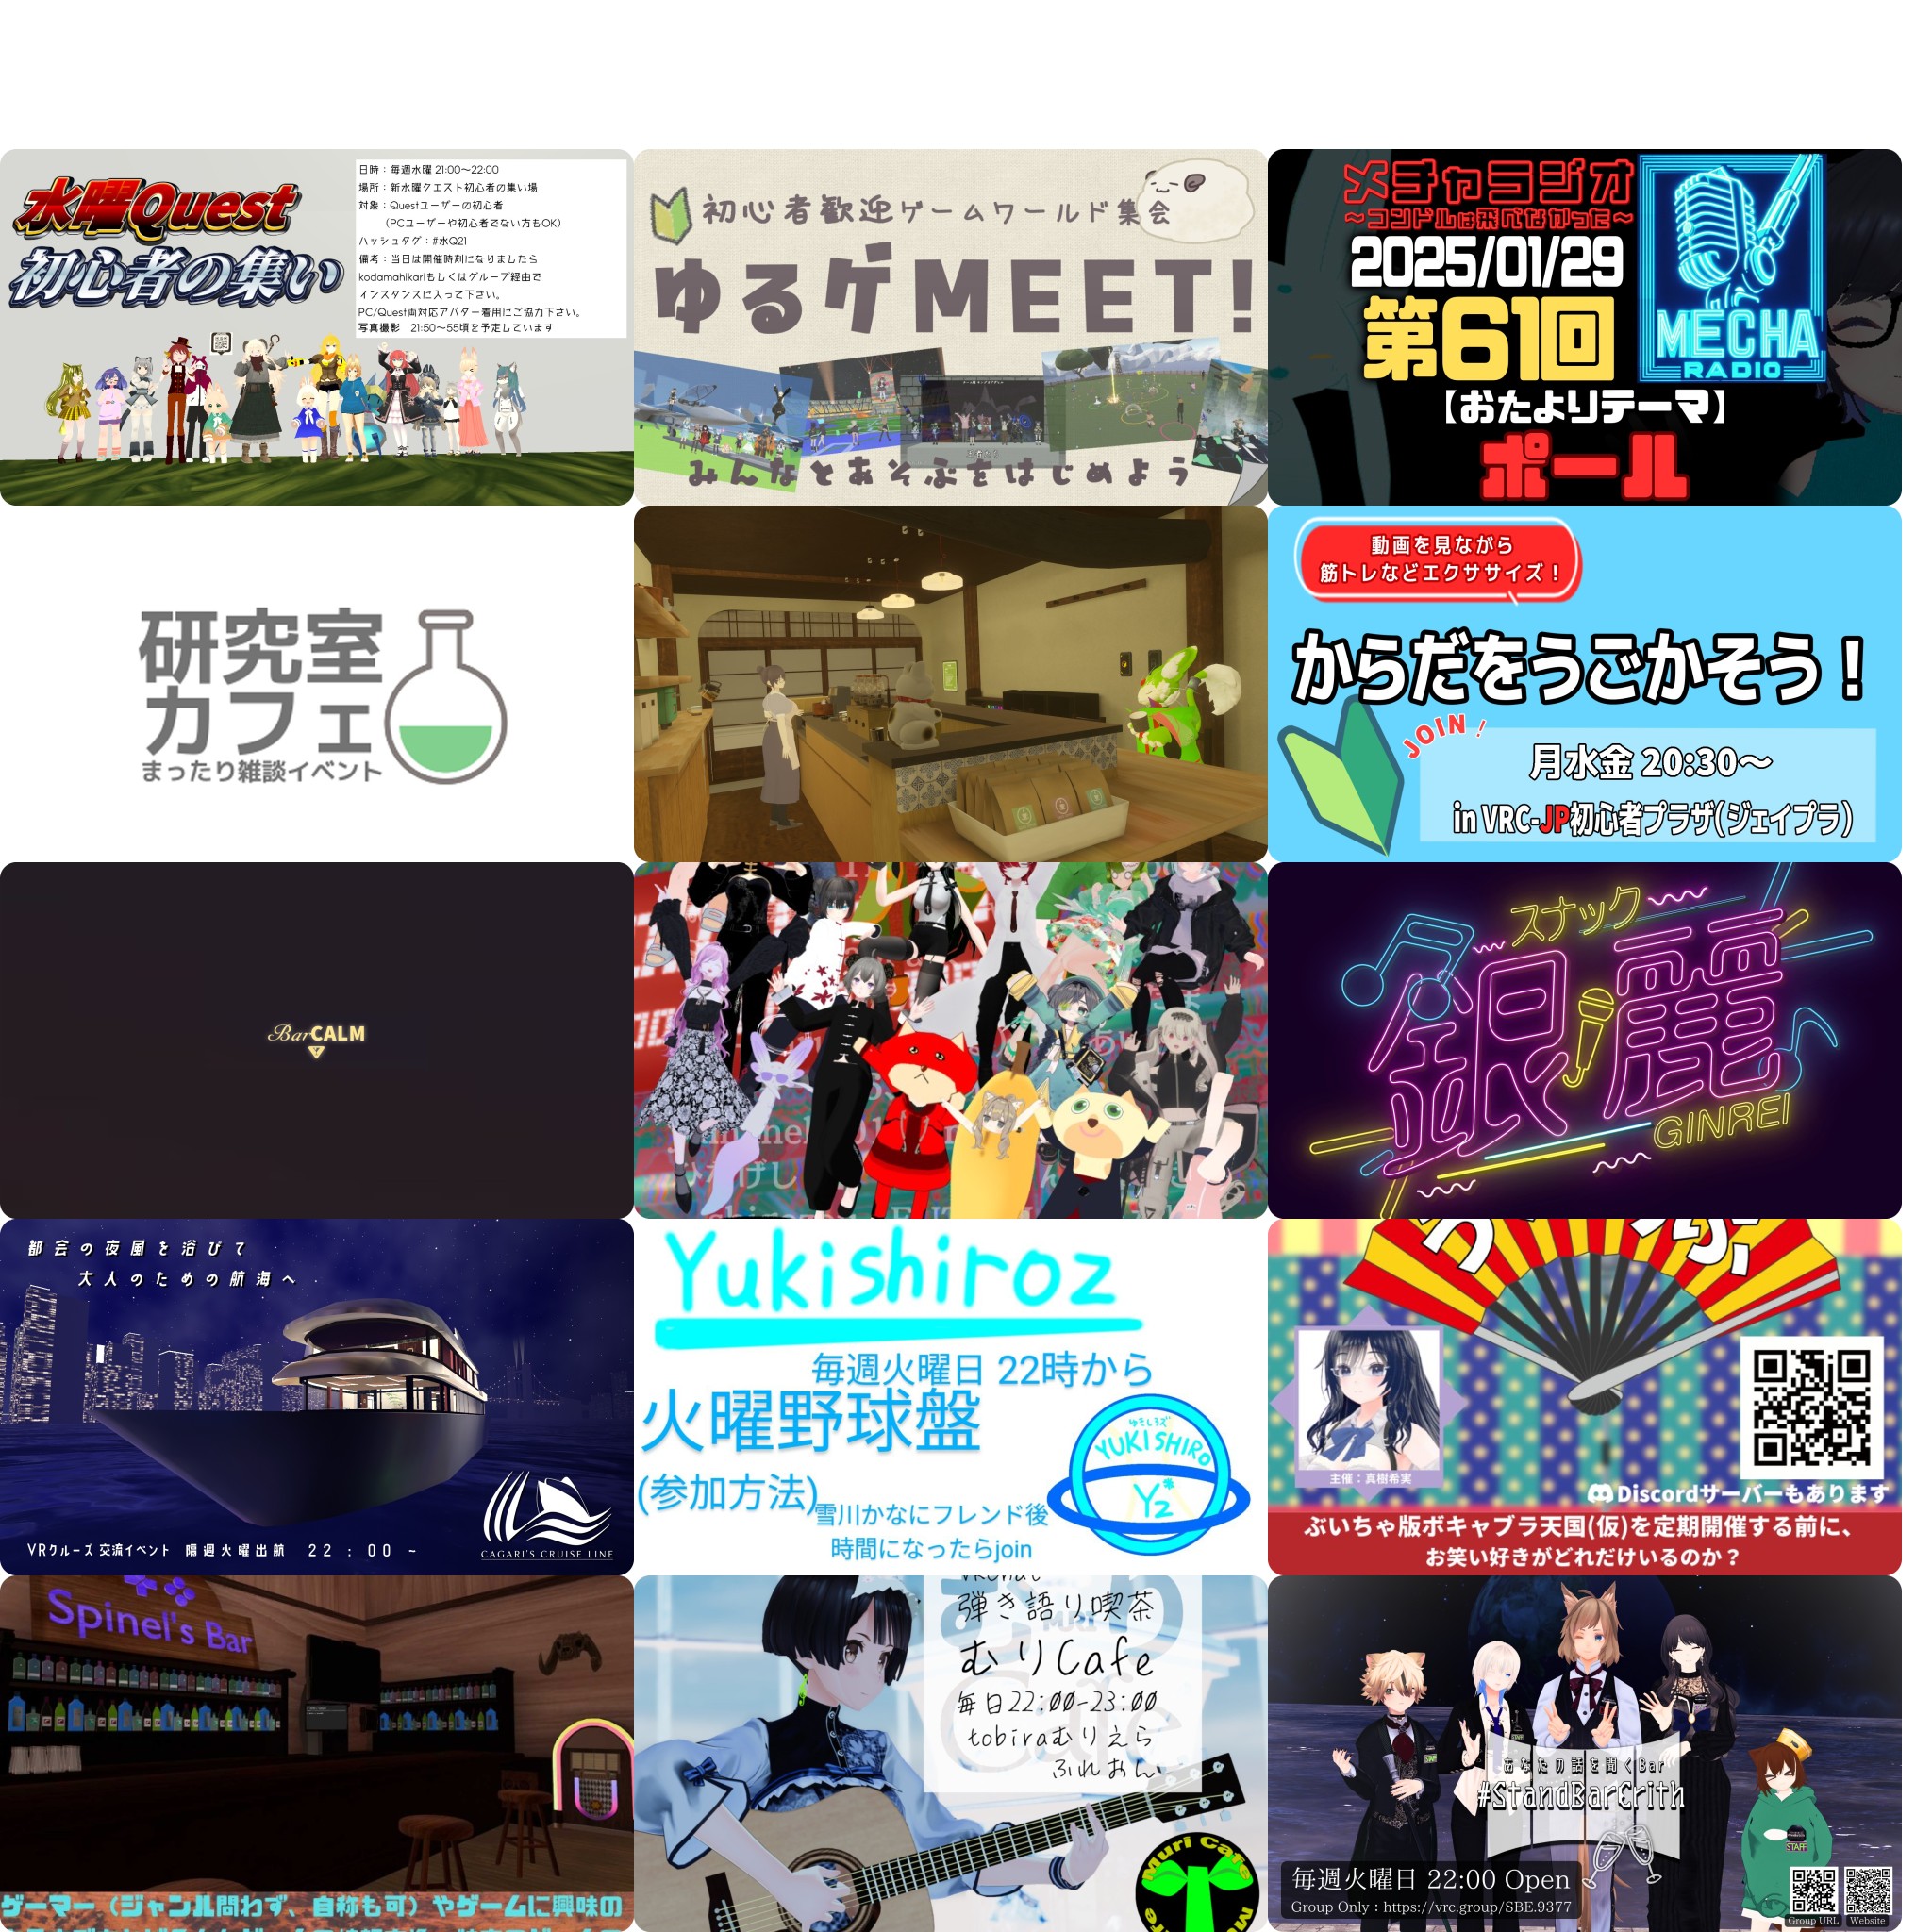 水曜Quest
初心者の集い
日時：毎週水曜 21:00～22:00
場所：新水曜クエスト初心者の集い場
対象：Questユーザーの初心者
（PCユーザーや初心者でない方もOK）
ハッシュタグ：#水Q21
備考：当日は開催時刻になりましたら
kodamahikariもしくはグループ経由で
インスタンスに入って下さい。
PC/Quest両対応アバター着用にご協力下さい。
写真撮影　21:50～55頃を予定しています
初心者歓迎ゲームワールド集会
ゆるゲMEET!
みんなとあそぶをはじめよう
メチャラジオ
～コンドルは飛べなかった～
2025/01/29
第61回
【おたよりテーマ】
ポール
MECHA
RADIO
研究室
カフェ
まったり雑談イベント
動画を見ながら
筋トレなどエクササイズ！
からだをうごかそう！
JOIN！
月水金 20:30～
in VRC-JP初心者プラザ(ジェイプラ)
BarCALM
スナック
銀麗
GINREI
都会の夜風を浴びて
大人のための航海へ
VRクルーズ交流イベント 隔週火曜出航 22:00～
CAGARI'S CRUISE LINE
Yukishiroz
毎週火曜日 22時から
火曜野球盤
(参加方法)
雪川かなにフレンド後
時間になったらjoin
ゆきしろズ
YUKISHIRO
Yz
主催：真樹希実
Discordサーバーもあります
ぶいちゃ版ボキャブラ天国(仮)を定期開催する前に、
お笑い好きがどれだけいるのか？
Spinel's Bar
ゲーマー（ジャンル問わず、自称も可）やゲームに興味の
弾き語り喫茶
むりCafe
毎日22:00-23:00
tobiraむりえら
ふれおん
Muri Cafe
あなたの話を聞くBar
#StandBarErith
毎週火曜日 22:00 Open
Group Only : https://vrc.group/SBE.9377
STAFF
Group URL
Website